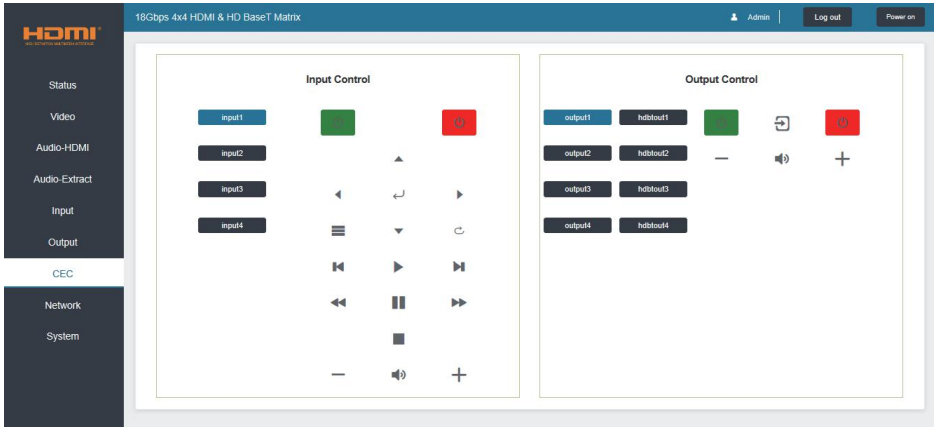 18Gbps 4x4 HDMI & HD BaseT Matrix
Admin
Log out
Power on
HDMI
Status
Video
Audio-HDMI
Audio-Extract
Input
Output
CEC
Network
System
Input Control
input1
input2
input3
input4
Output Control
output1 hdbtout1
output2 hdbtout2
output3 hdbtout3
output4 hdbtout4